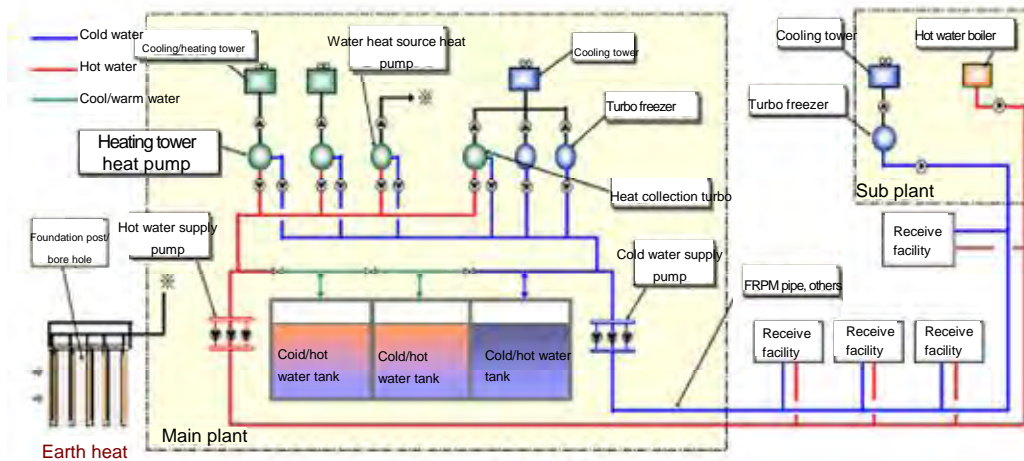 Cold water
Hot water
Cool/warm water
Cooling/heating tower
Water heat source heat
pump
※
Cooling tower
Turbo freezer
Heating tower
heat pump
Heat collection turbo
Hot water supply
pump
Cold water supply
pump
Foundation post/
bore hole
※
Earth heat
Coid/hot
water tank
Cold/hot
water tank
Cold/hot water
tank
Main plant
FRPM pipe, others
Cooling tower
Hot water boiler
Turbo freezer
Sub plant
Receive
facility
Receive
facility
Receive
facility
Receive
facility